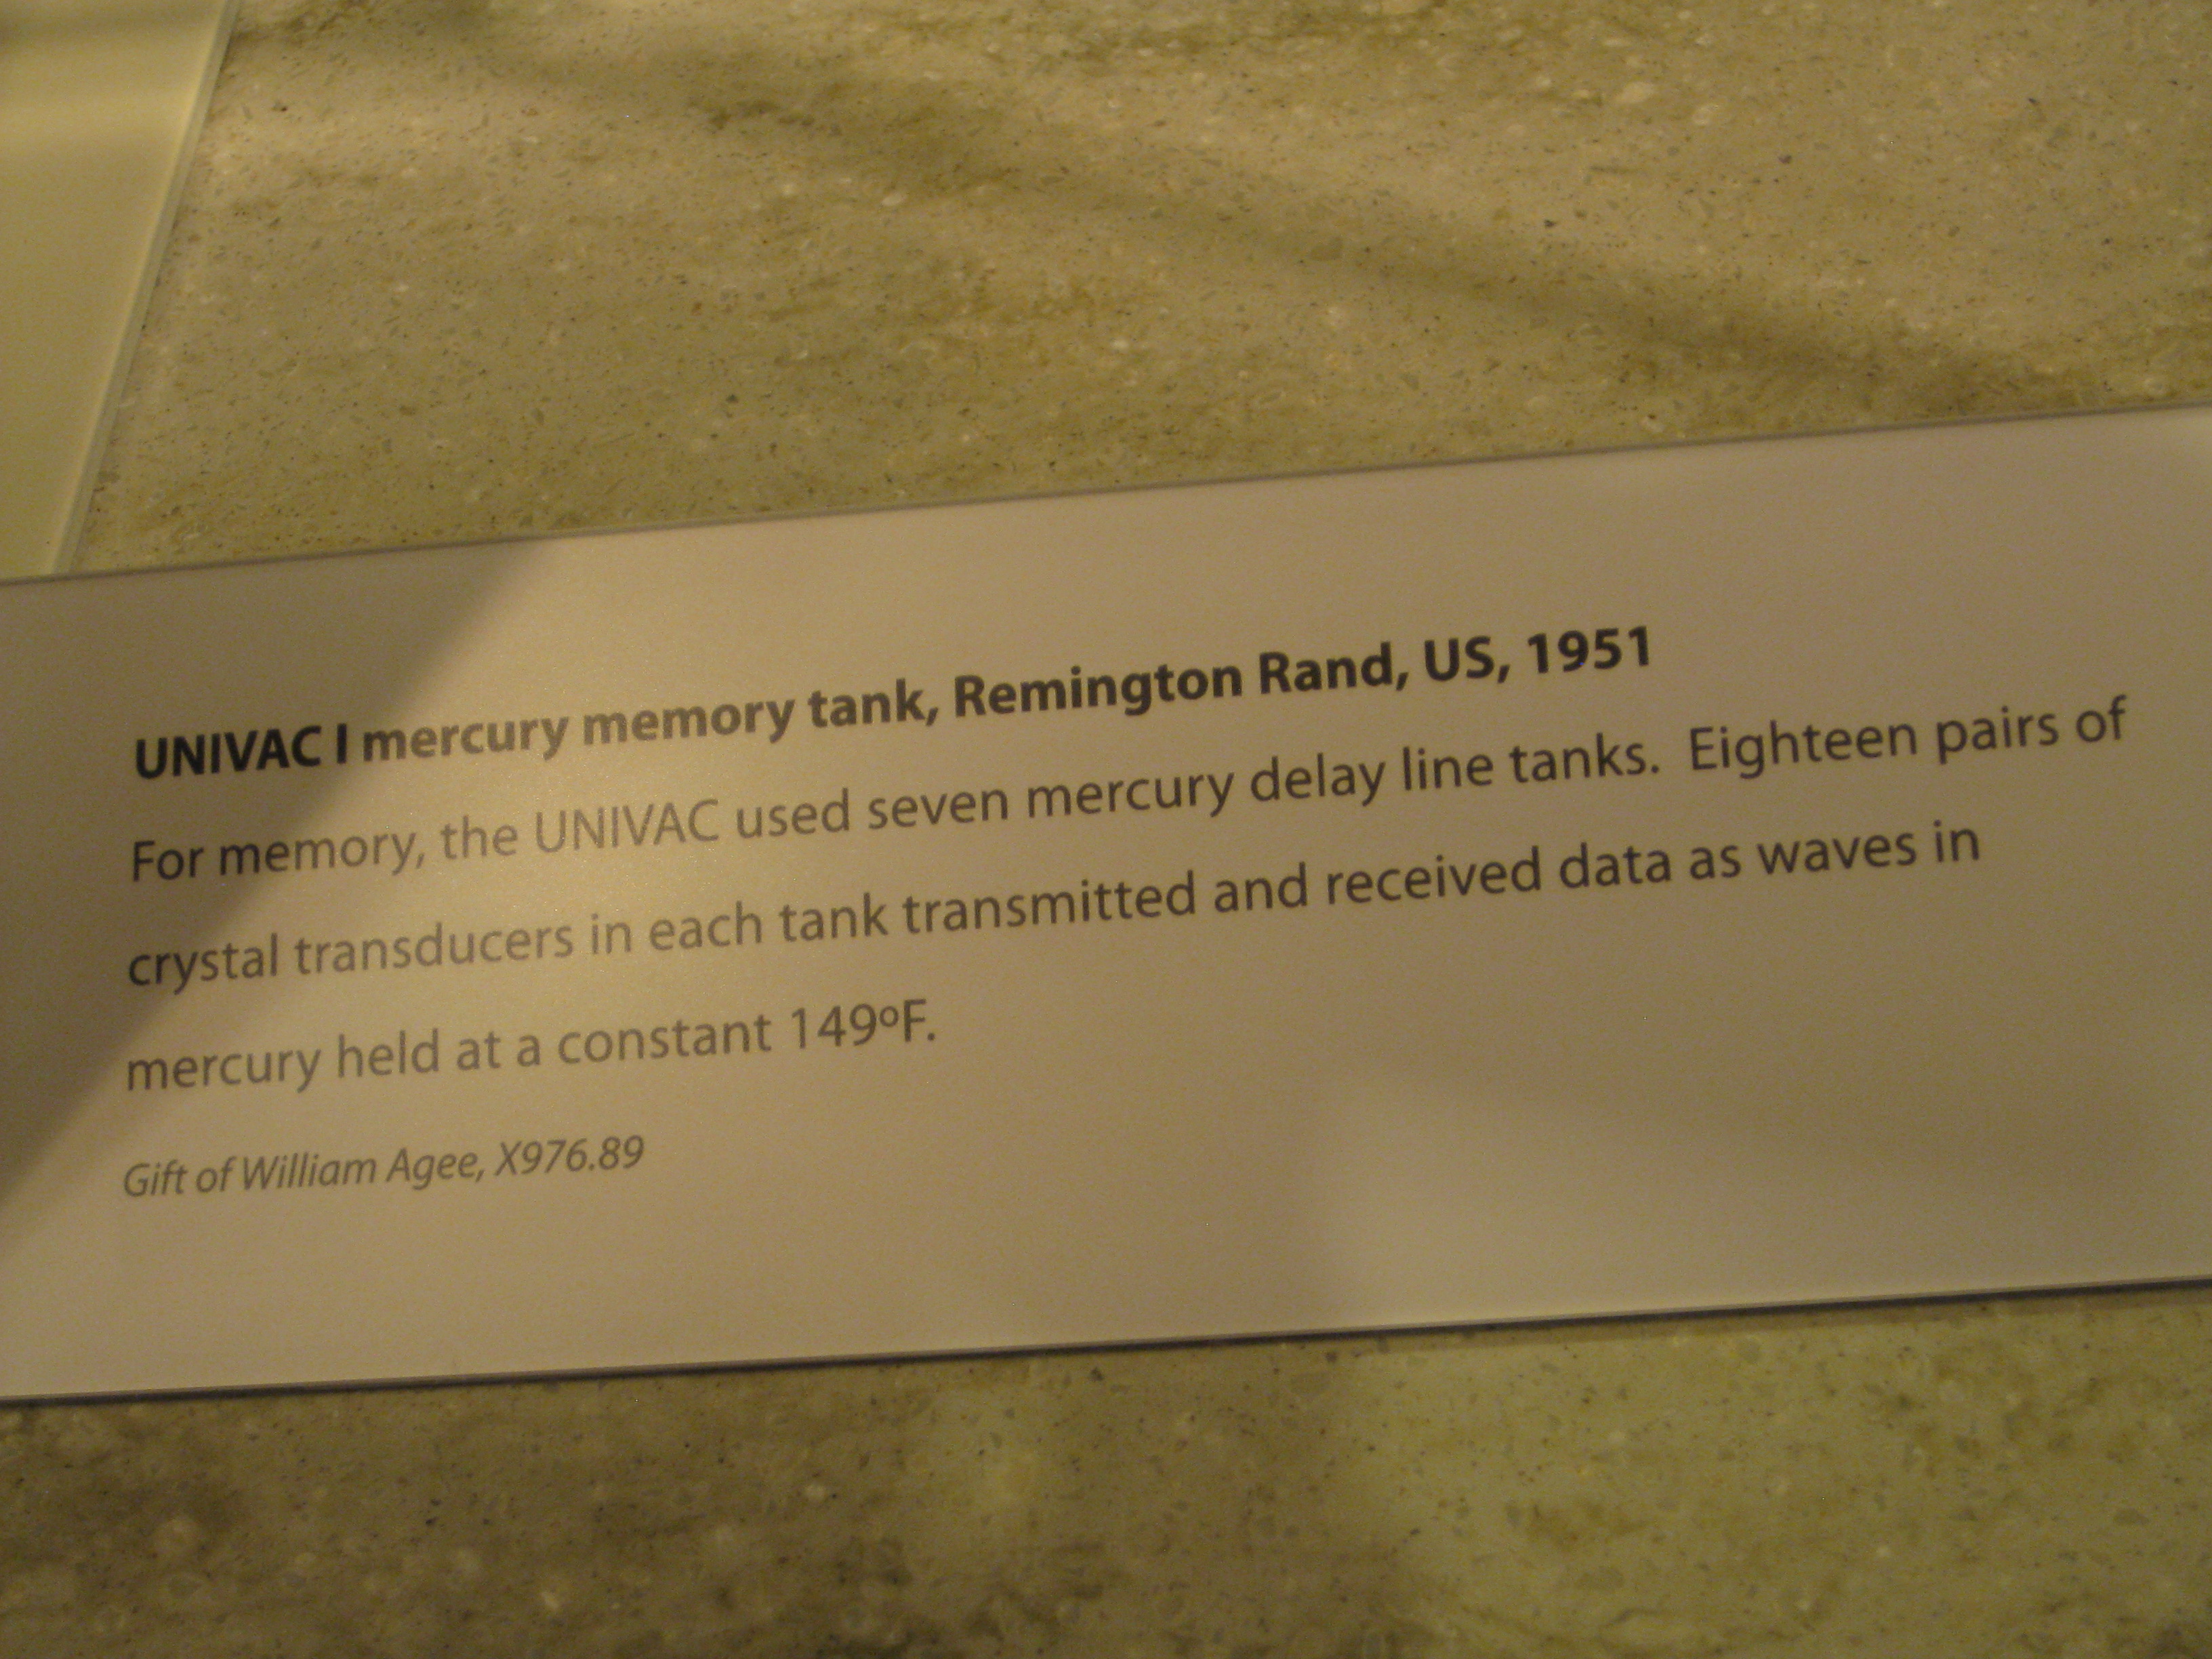 UNIVAC I mercury memory tank, Remington Rand, US, 1951
For memory, the UNIVAC used seven mercury delay line tanks.  Eighteen pairs of
crystal transducers in each tank transmitted and received data as waves in
mercury held at a constant 149ºF.
Gift of William Agee, X976.89